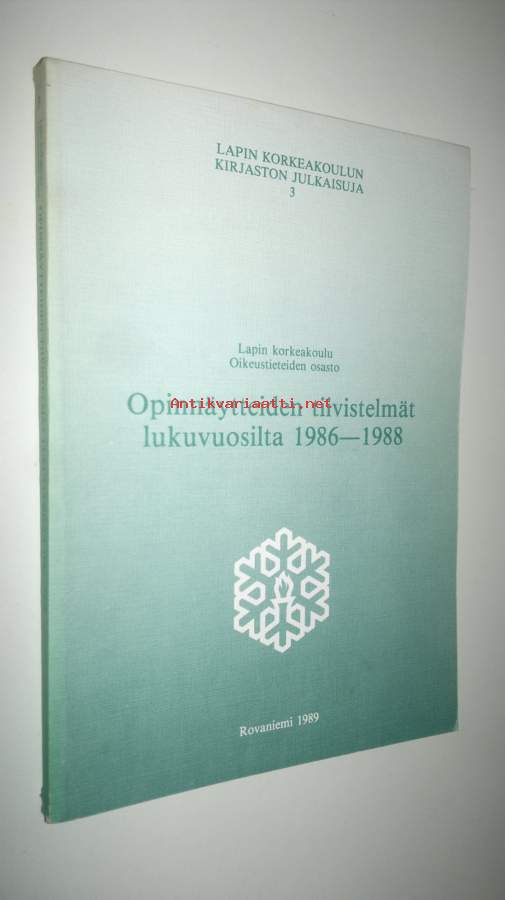 LAPIN KORKEAKOULUN
KIRJASTON JULKAISUJA
3
Lapin korkeakoulu
Oikeustieteiden osasto
Opinnäytteiden tiivistelmät
Antikvariaatti.net
lukuvuosilta 1986—1988
Rovaniemi 1989